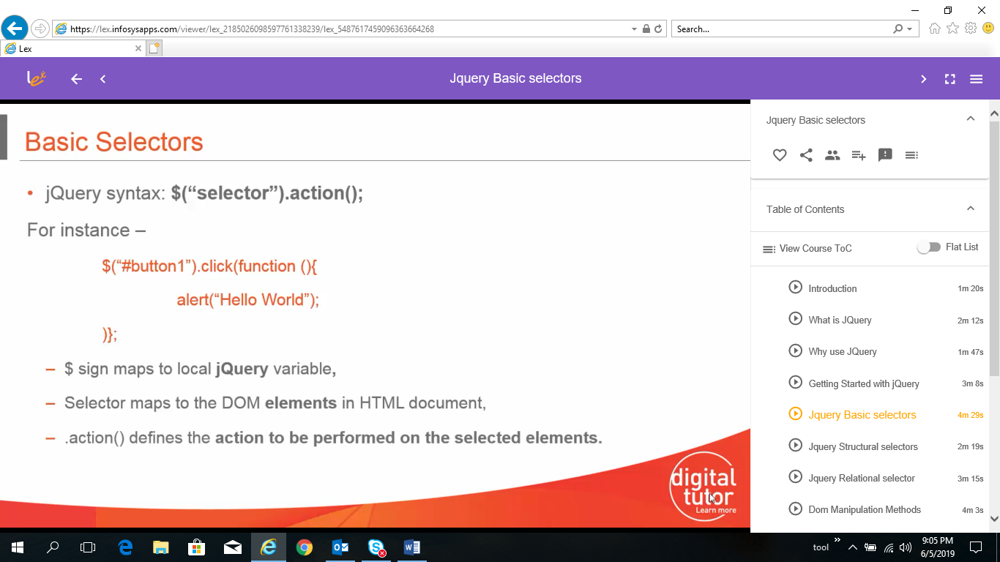 https://lex.infosysapps.com/viewer/lex_2185026098597761338239/lex_5487617459096363664268
Search...
Lex
lex
Jquery Basic selectors
Basic Selectors
• jQuery syntax: $(“selector”).action();
For instance –
$(“#button1”).click(function (){
alert(“Hello World”);
)};
– $ sign maps to local jQuery variable,
– Selector maps to the DOM elements in HTML document,
– .action() defines the action to be performed on the selected elements.
digital
tutor
Learn more
Jquery Basic selectors
Table of Contents
View Course ToC Flat List
Introduction 1m 20s
What is JQuery 2m 12s
Why use JQuery 1m 47s
Getting Started with jQuery 3m 8s
Jquery Basic selectors 4m 29s
Jquery Structural selectors 2m 19s
Jquery Relational selector 3m 15s
Dom Manipulation Methods 4m 3s
tool
9:05 PM
6/5/2019